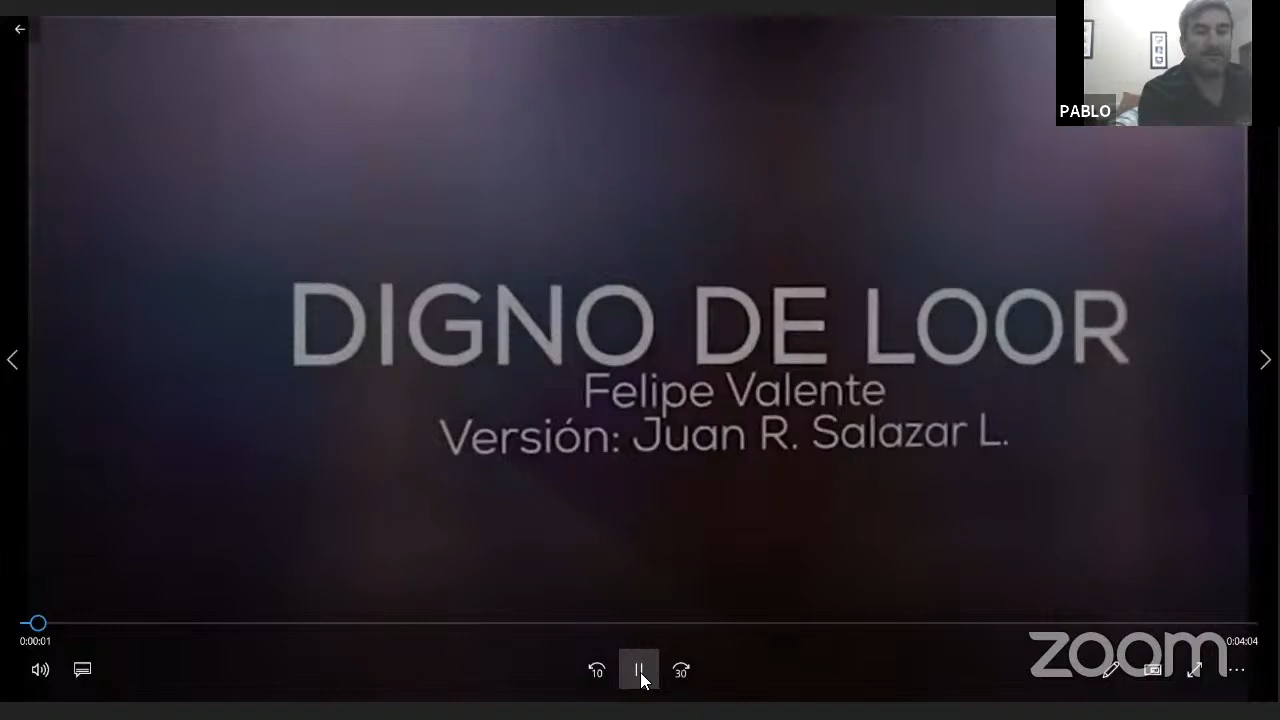 PABLO
DIGNO DE LOOR
Felipe Valente
Versión: Juan R. Salazar L.
0:00:01
0:04:04
10
30
zoom